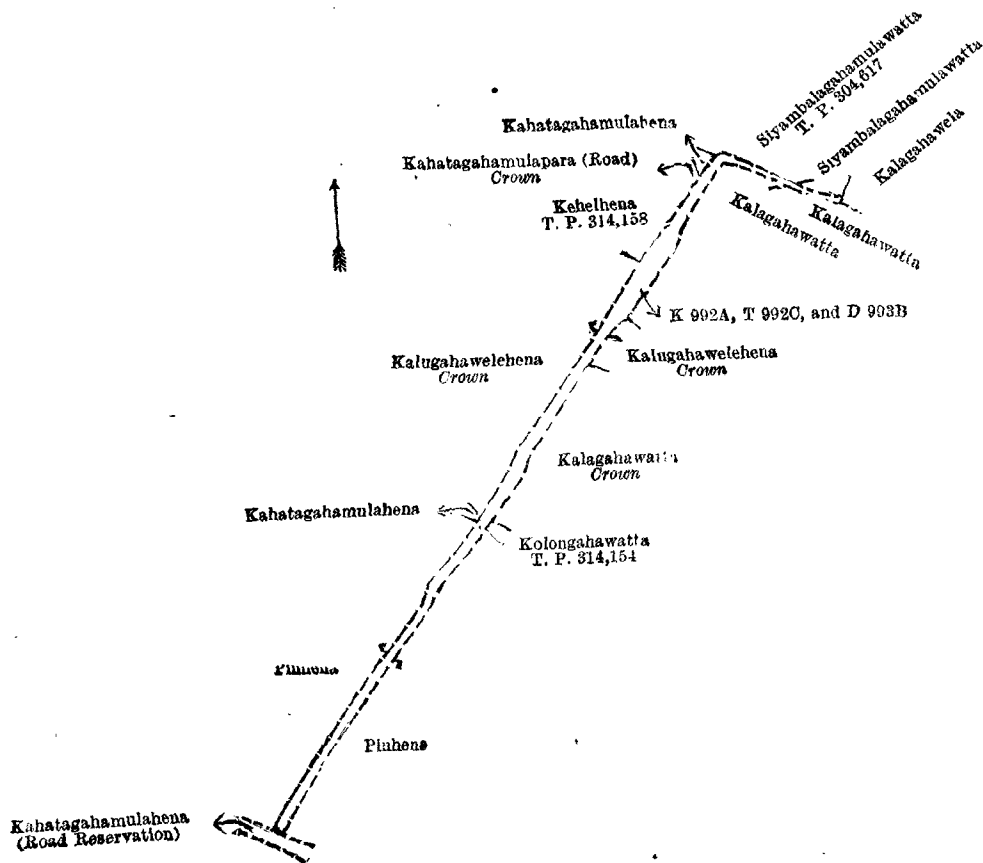 Siyambalagahamulawatta
T. P. 304,617
Siyambalagahamulawatta
Kalagahawela
Kahatagahamulahena
Kahatagahamulapara (Road)
Crown
Kehelhena
T. P. 314,158
Kalagahawatta
Kalagahawatta
K 992A, T 992C, and D 993B
Kalugahawelehena
Crown
Kalugahawelehena
Crown
Kalagahawatta
Crown
Kahatagahamulahena
Kolongahawatta
T. P. 314,154
Pinhena
Kahatagahamulahena
(Road Reservation)